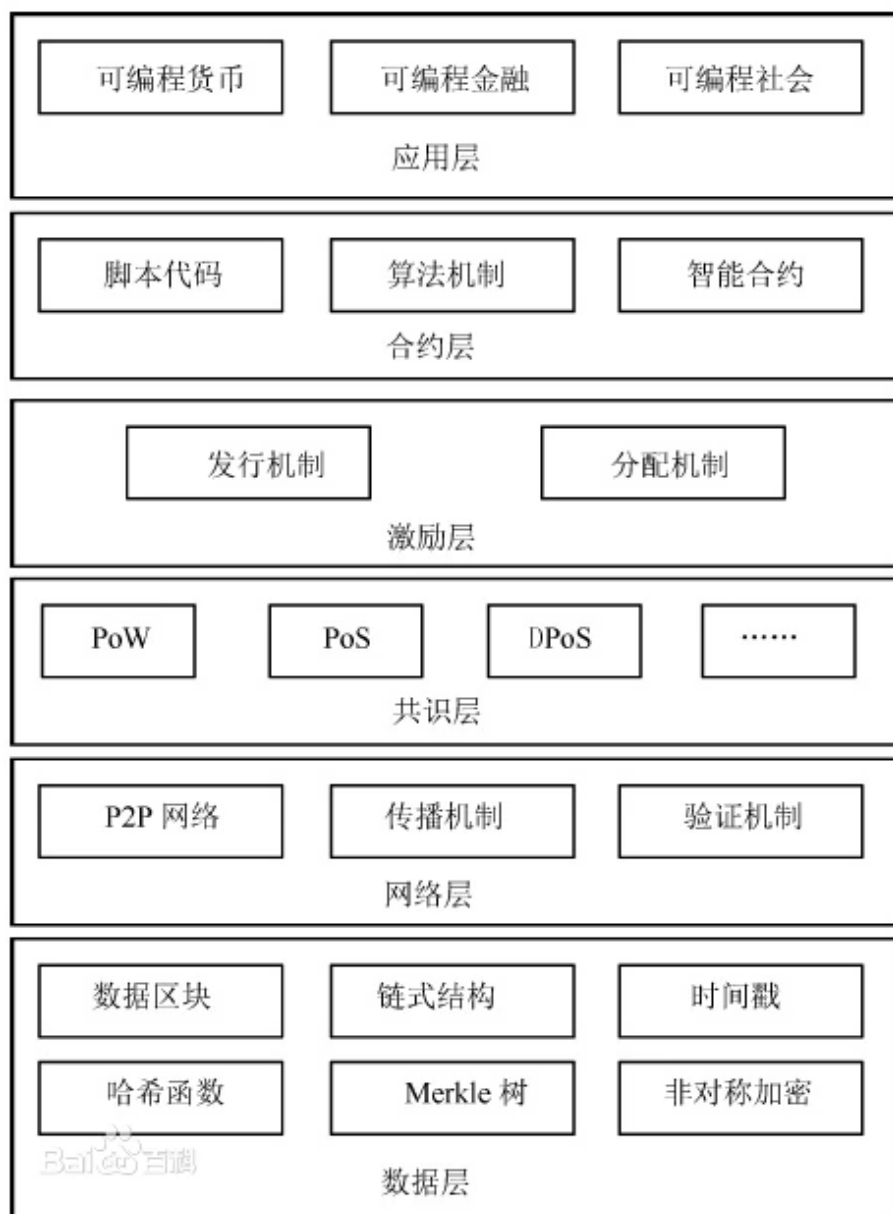 可编程货币 可编程金融 可编程社会
应用层
脚本代码 算法机制 智能合约
合约层
发行机制 分配机制
激励层
PoW PoS DPoS ……
共识层
P2P 网络 传播机制 验证机制
网络层
数据区块 链式结构 时间戳
哈希函数 Merkle 树 非对称加密
Bai du 百科
数据层